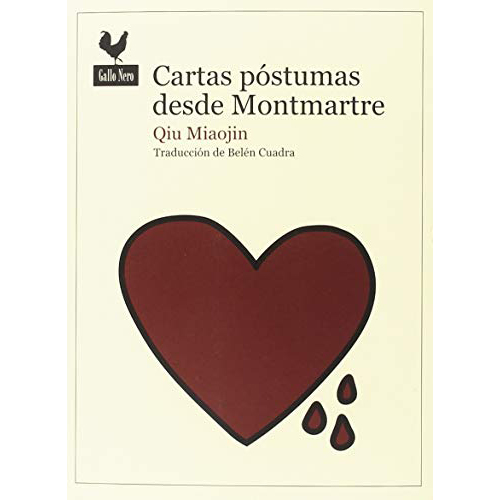 Gallo Nero
Cartas póstumas
desde Montmartre
Qiu Miaojin
Traducción de Belén Cuadra